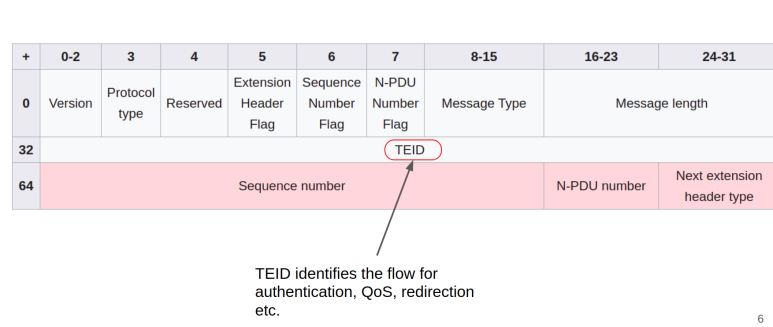 + 0-2 3 4 5 6 7 8-15 16-23 24-31
0 Version Protocol type Reserved Extension Header Flag Sequence Number Flag N-PDU Number Flag Message Type Message length
32 TEID
64 Sequence number N-PDU number Next extension header type
TEID identifies the flow for
authentication, QoS, redirection
etc.
6